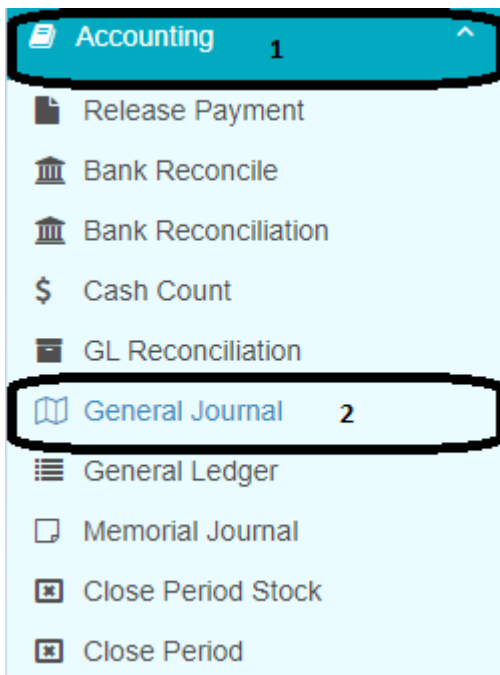 Accounting 1
Release Payment
Bank Reconcile
Bank Reconciliation
$ Cash Count
GL Reconciliation
General Journal 2
General Ledger
Memorial Journal
Close Period Stock
Close Period